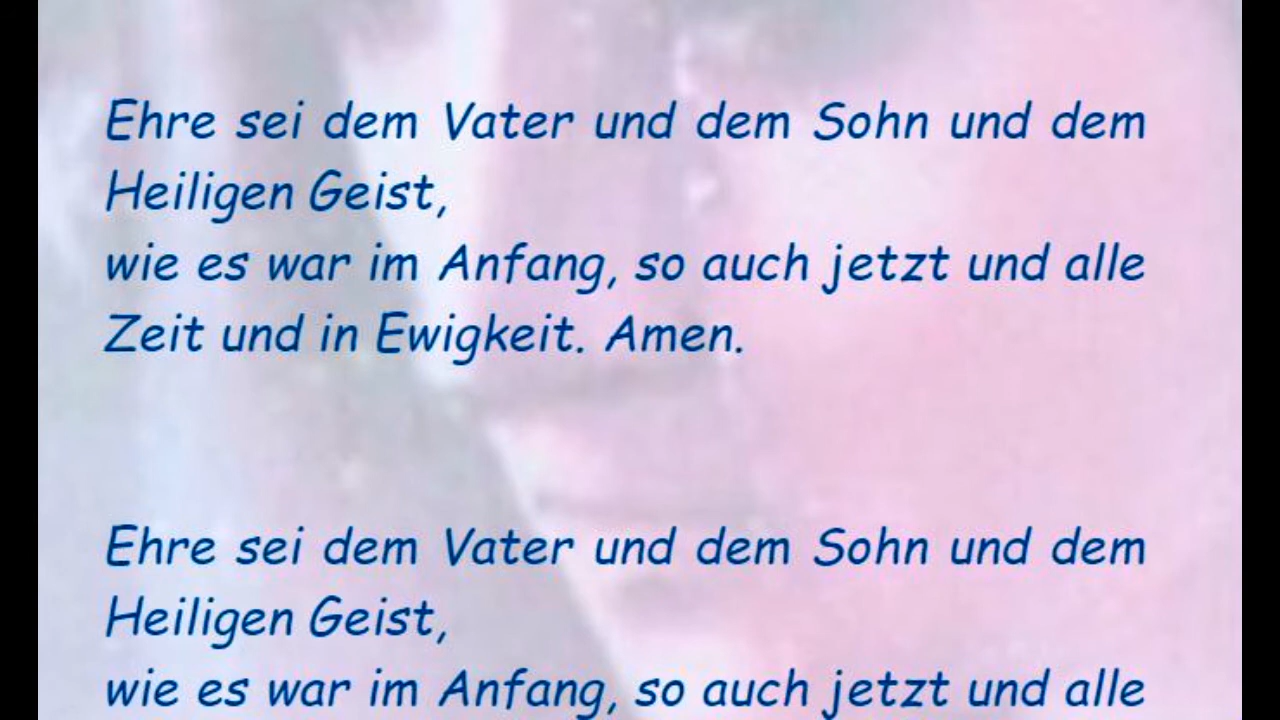 Ehre sei dem Vater und dem Sohn und dem
Heiligen Geist,
wie es war im Anfang, so auch jetzt und alle
Zeit und in Ewigkeit. Amen.
Ehre sei dem Vater und dem Sohn und dem
Heiligen Geist,
wie es war im Anfang, so auch jetzt und alle